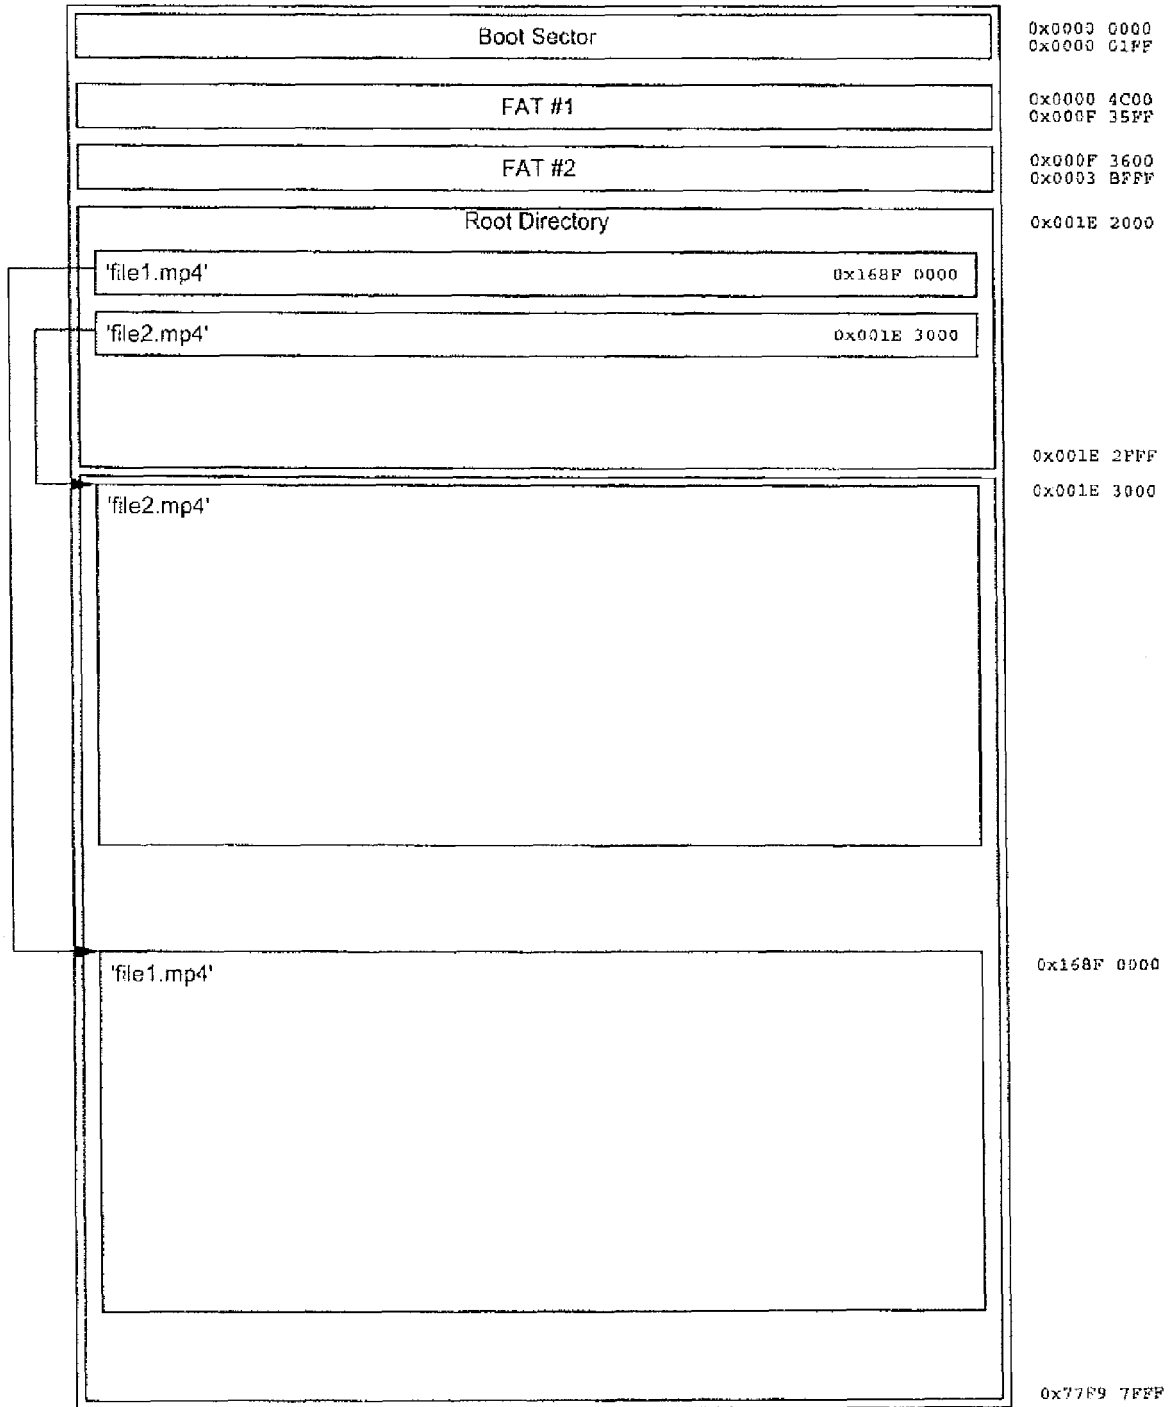 Boot Sector
0x0000 0000
0x0000 01FF
FAT #1
0x0000 4C00
0x000F 35FF
FAT #2
0x000F 3600
0x0003 BFFF
Root Directory
0x001E 2000
'file1.mp4'
0x168F 0000
'file2.mp4'
0x001E 3000
0x001E 2FFF
0x001E 3000
'file2.mp4'
'file1.mp4'
0x168F 0000
0x77F9 7FFF